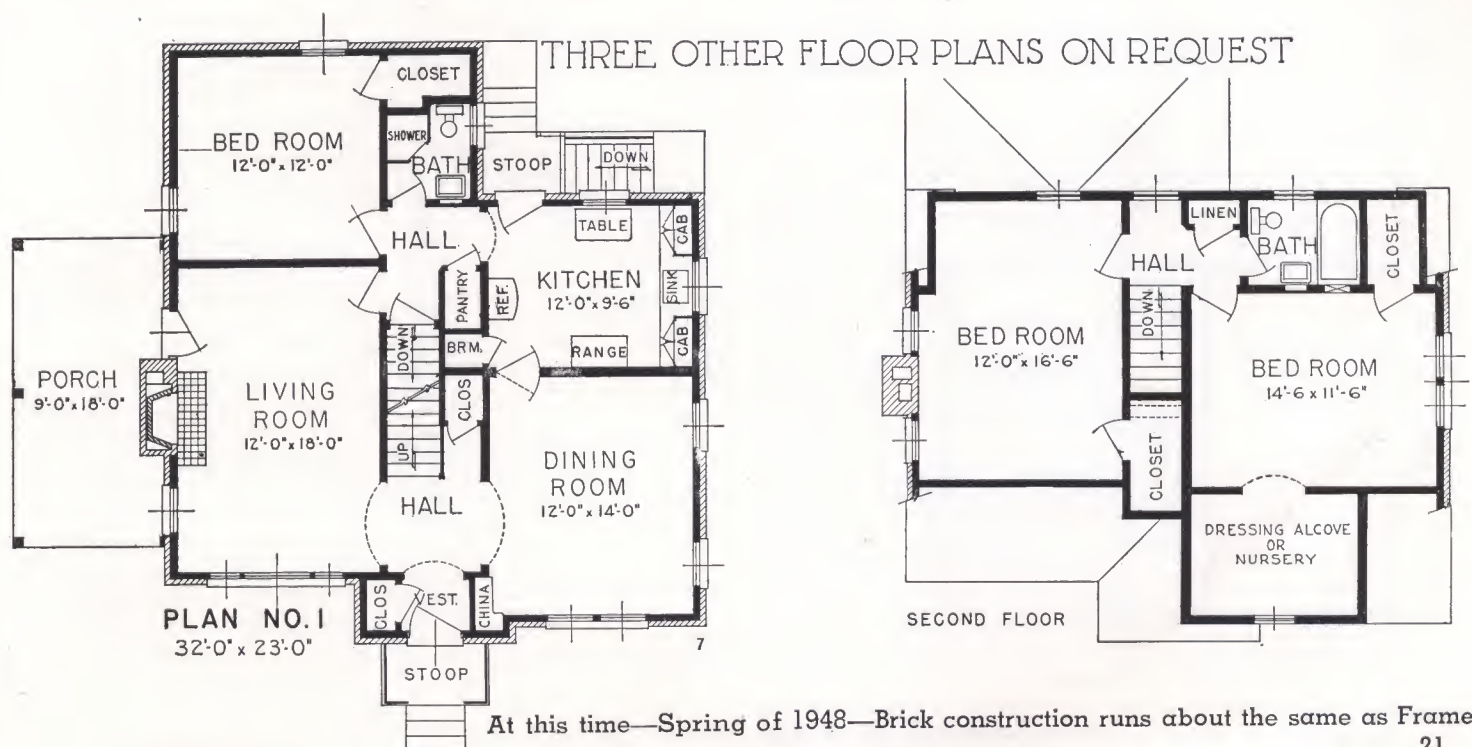 THREE OTHER FLOOR PLANS ON REQUEST
CLOSET
BED ROOM
12'-0" x 12'-0"
SHOWER
BATH
STOOP
DOWN
HALL
TABLE
CAB
PANTRY
REF.
KITCHEN
12'-0" x 9'-6"
SINK
BRM.
RANGE
CAB
DOWN
PORCH
9'-0" x 18'-0"
LIVING
ROOM
12'-0" x 18'-0"
CLOS
UP
HALL
DINING
ROOM
12'-0" x 14'-0"
CLOS
VEST.
CHINA
STOOP
PLAN NO. 1
32'-0" x 23'-0"
7
LINEN
BATH
CLOSET
HALL
DOWN
BED ROOM
12'-0" x 16'-6"
BED ROOM
14'-6 x 11'-6"
CLOSET
DRESSING ALCOVE
OR
NURSERY
SECOND FLOOR
At this time—Spring of 1948—Brick construction runs about the same as Frame
21